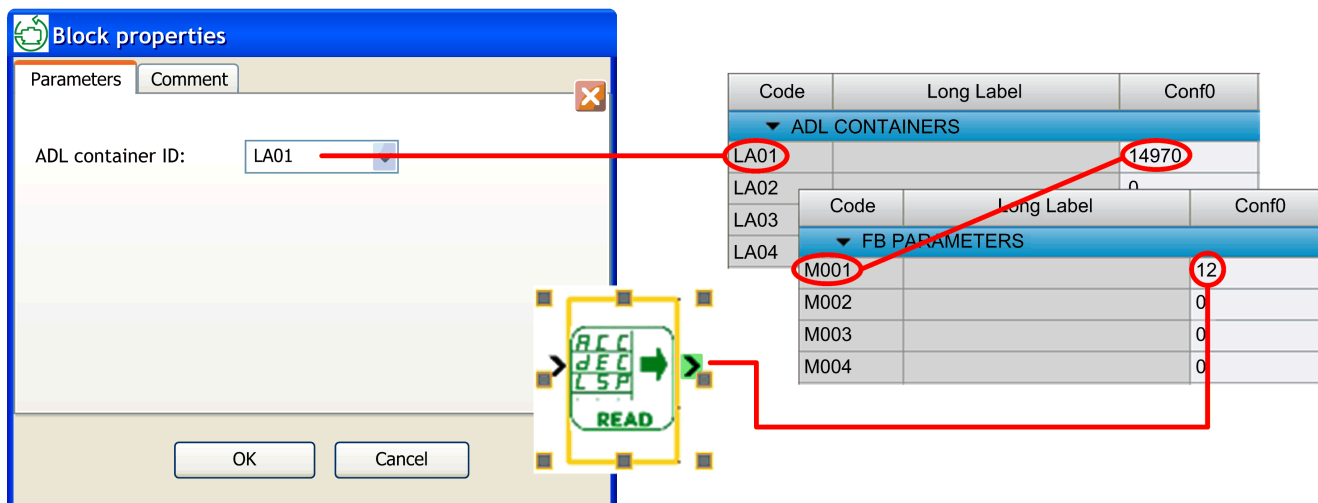 Block properties
Parameters Comment
ADL container ID: LA01
OK Cancel
ACC
dEC
LSP
READ
Code Long Label Conf0
ADL CONTAINERS
LA01 14970
LA02 0
LA03
LA04
Code Long Label Conf0
FB PARAMETERS
M001 12
M002 0
M003 0
M004 0